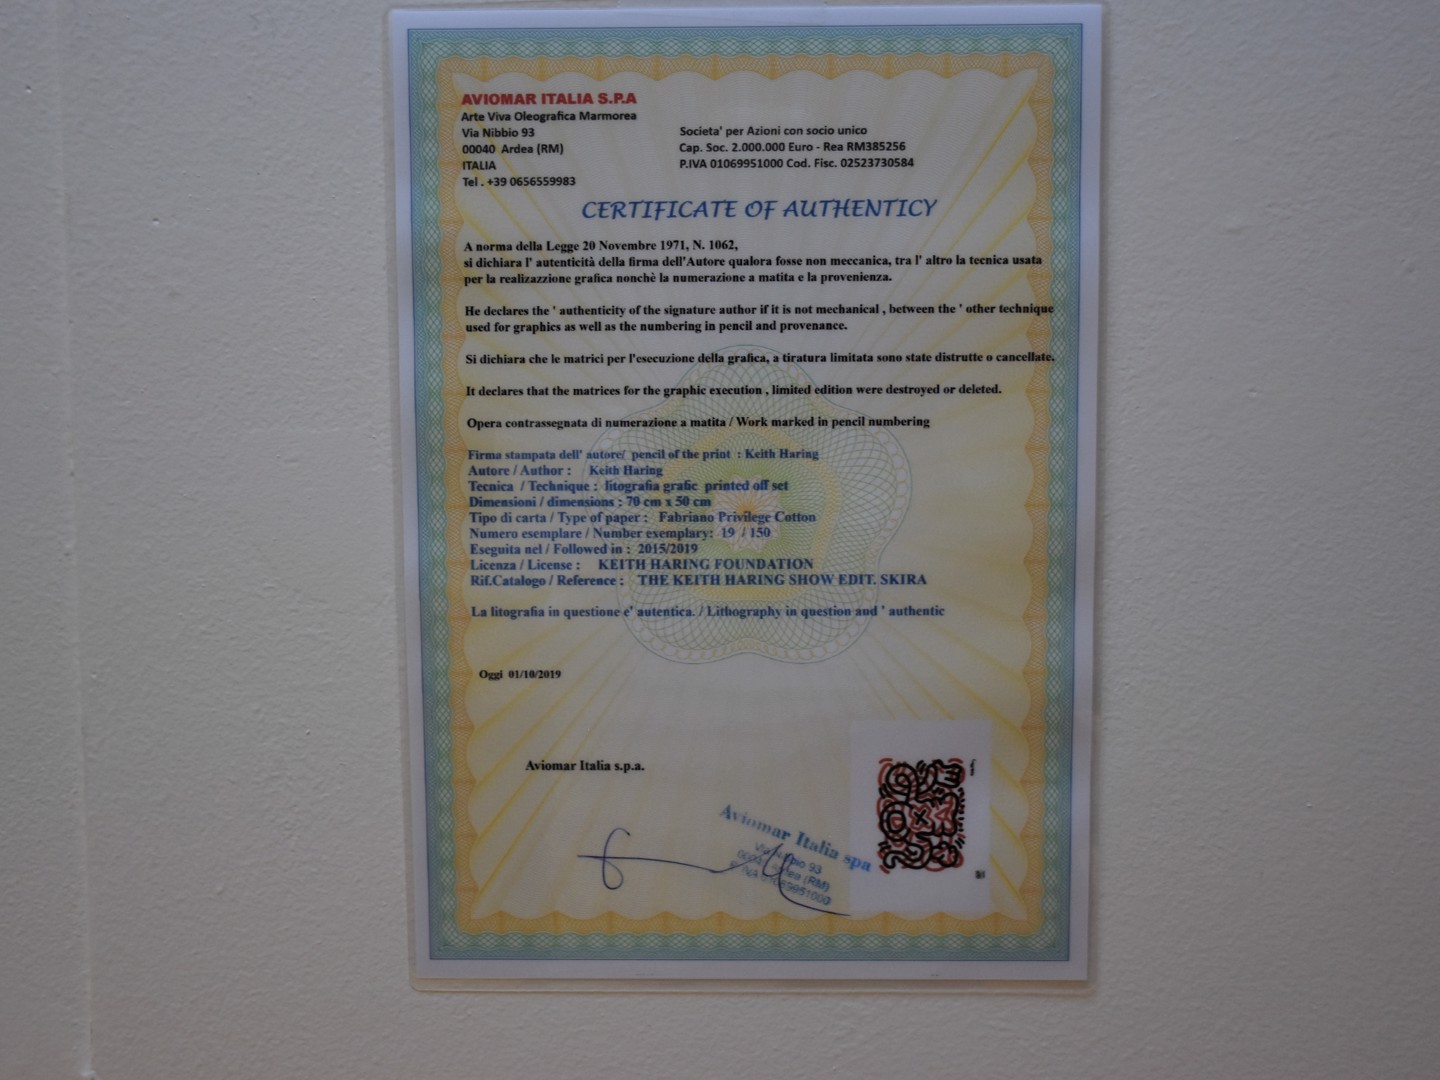 AVIOMAR ITALIA S.P.A
Arte Viva Oleografica Marmorea
Via Nibbio 93
00040 Ardea (RM)
ITALIA
Tel . +39 0656559983
Societa' per Azioni con socio unico
Cap. Soc. 2.000.000 Euro - Rea RM385256
P.IVA 01069951000 Cod. Fisc. 02523730584
CERTIFICATE OF AUTHENTICY
A norma della Legge 20 Novembre 1971, N. 1062,
si dichiara l' autenticità della firma dell'Autore qualora fosse non meccanica, tra l' altro la tecnica usata
per la realizazzione grafica nonchè la numerazione a matita e la provenienza.
He declares the ' authenticity of the signature author if it is not mechanical , between the ' other technique
used for graphics as well as the numbering in pencil and provenance.
Si dichiara che le matrici per l'esecuzione della grafica, a tiratura limitata sono state distrutte o cancellate.
It declares that the matrices for the graphic execution , limited edition were destroyed or deleted.
Opera contrassegnata di numerazione a matita / Work marked in pencil numbering
Firma stampata dell' autore/ pencil of the print : Keith Haring
Autore / Author : Keith Haring
Tecnica / Technique : litografia grafic printed off set
Dimensioni / dimensions : 70 cm x 50 cm
Tipo di carta / Type of paper : Fabriano Privilege Cotton
Numero esemplare / Number exemplary: 19 / 150
Eseguita nel / Followed in : 2015/2019
Licenza / License : KEITH HARING FOUNDATION
Rif.Catalogo / Reference : THE KEITH HARING SHOW EDIT. SKIRA
La litografia in questione e' autentica. / Lithography in question and ' authentic
Oggi 01/10/2019
Aviomar Italia s.p.a.
Aviomar Italia spa
Via Nibbio 93
Ardea (RM)